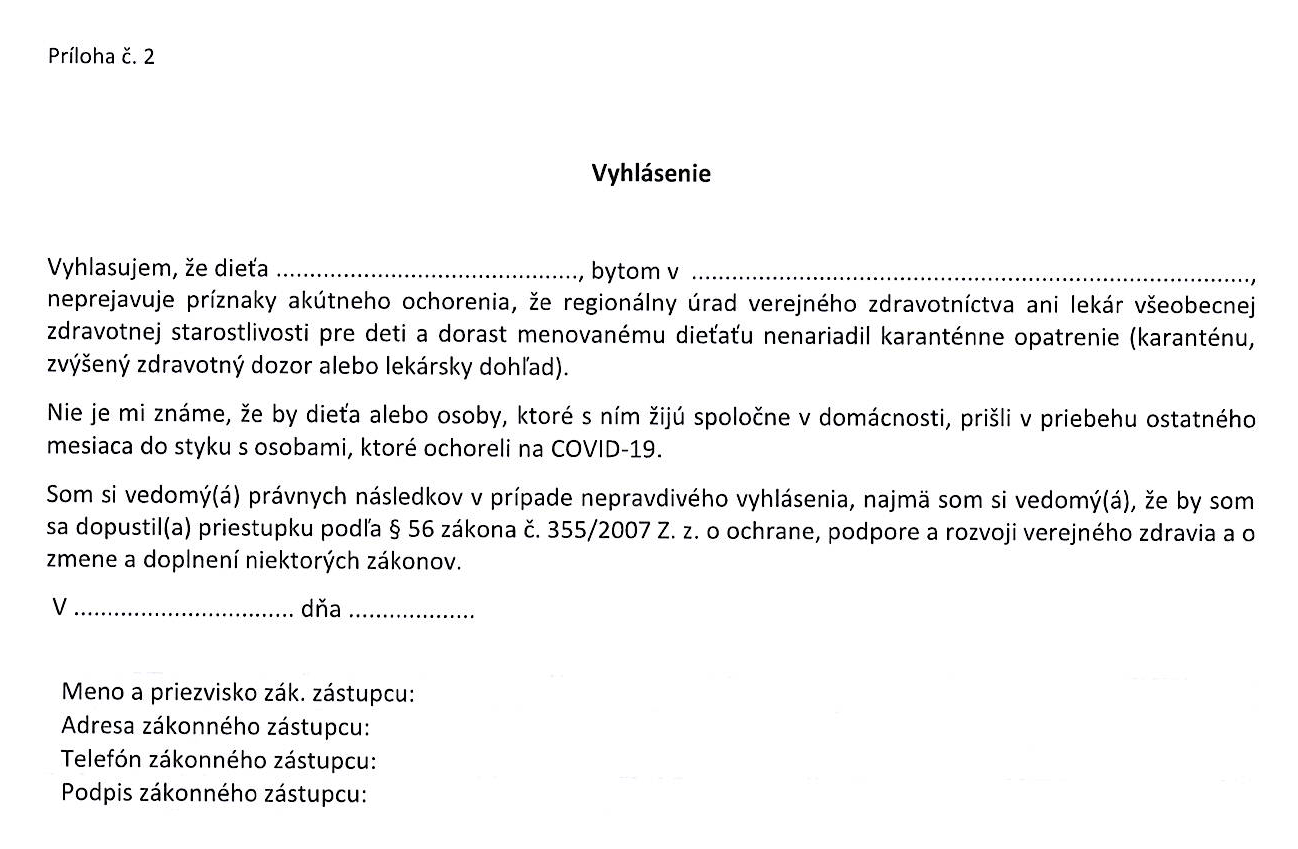 Príloha č. 2
Vyhlásenie
Vyhlasujem, že dieťa ............................................., bytom v ...................................................................................,
neprejavuje príznaky akútneho ochorenia, že regionálny úrad verejného zdravotníctva ani lekár všeobecnej
zdravotnej starostlivosti pre deti a dorast menovanému dieťaťu nenariadil karanténne opatrenie (karanténu,
zvýšený zdravotný dozor alebo lekársky dohľad).
Nie je mi známe, že by dieťa alebo osoby, ktoré s ním žijú spoločne v domácnosti, prišli v priebehu ostatného
mesiaca do styku s osobami, ktoré ochoreli na COVID-19.
Som si vedomý(á) právnych následkov v prípade nepravdivého vyhlásenia, najmä som si vedomý(á), že by som
sa dopustil(a) priestupku podľa § 56 zákona č. 355/2007 Z. z. o ochrane, podpore a rozvoji verejného zdravia a o
zmene a doplnení niektorých zákonov.
V ................................. dňa ...................
Meno a priezvisko zák. zástupcu:
Adresa zákonného zástupcu:
Telefón zákonného zástupcu:
Podpis zákonného zástupcu: